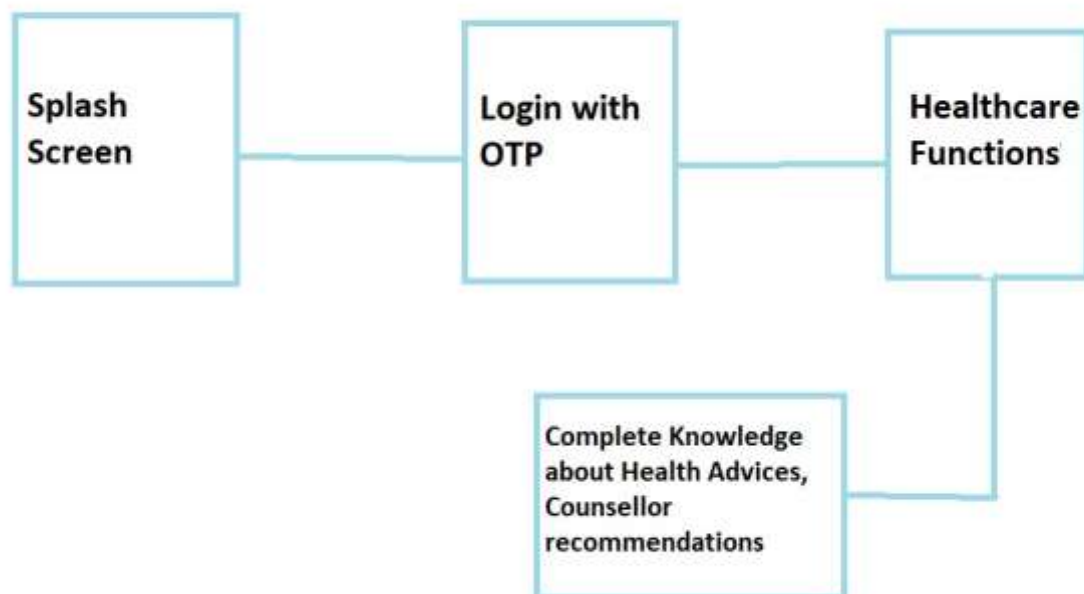 Splash
Screen
Login with
OTP
Healthcare
Functions
Complete Knowledge
about Health Advices,
Counsellor
recommendations